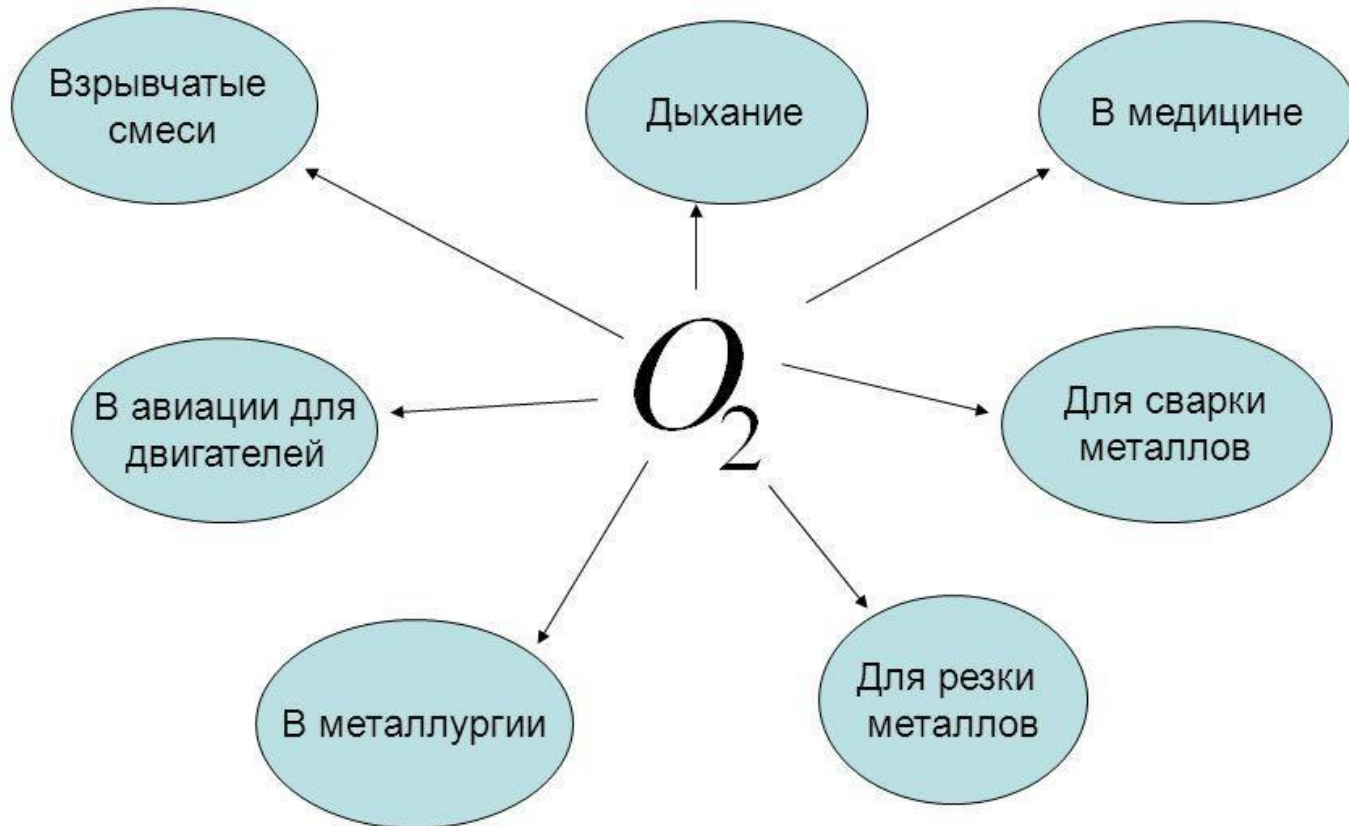 Взрывчатые
смеси
Дыхание
В медицине
O₂
В авиации для
двигателей
Для сварки
металлов
В металлургии
Для резки
металлов